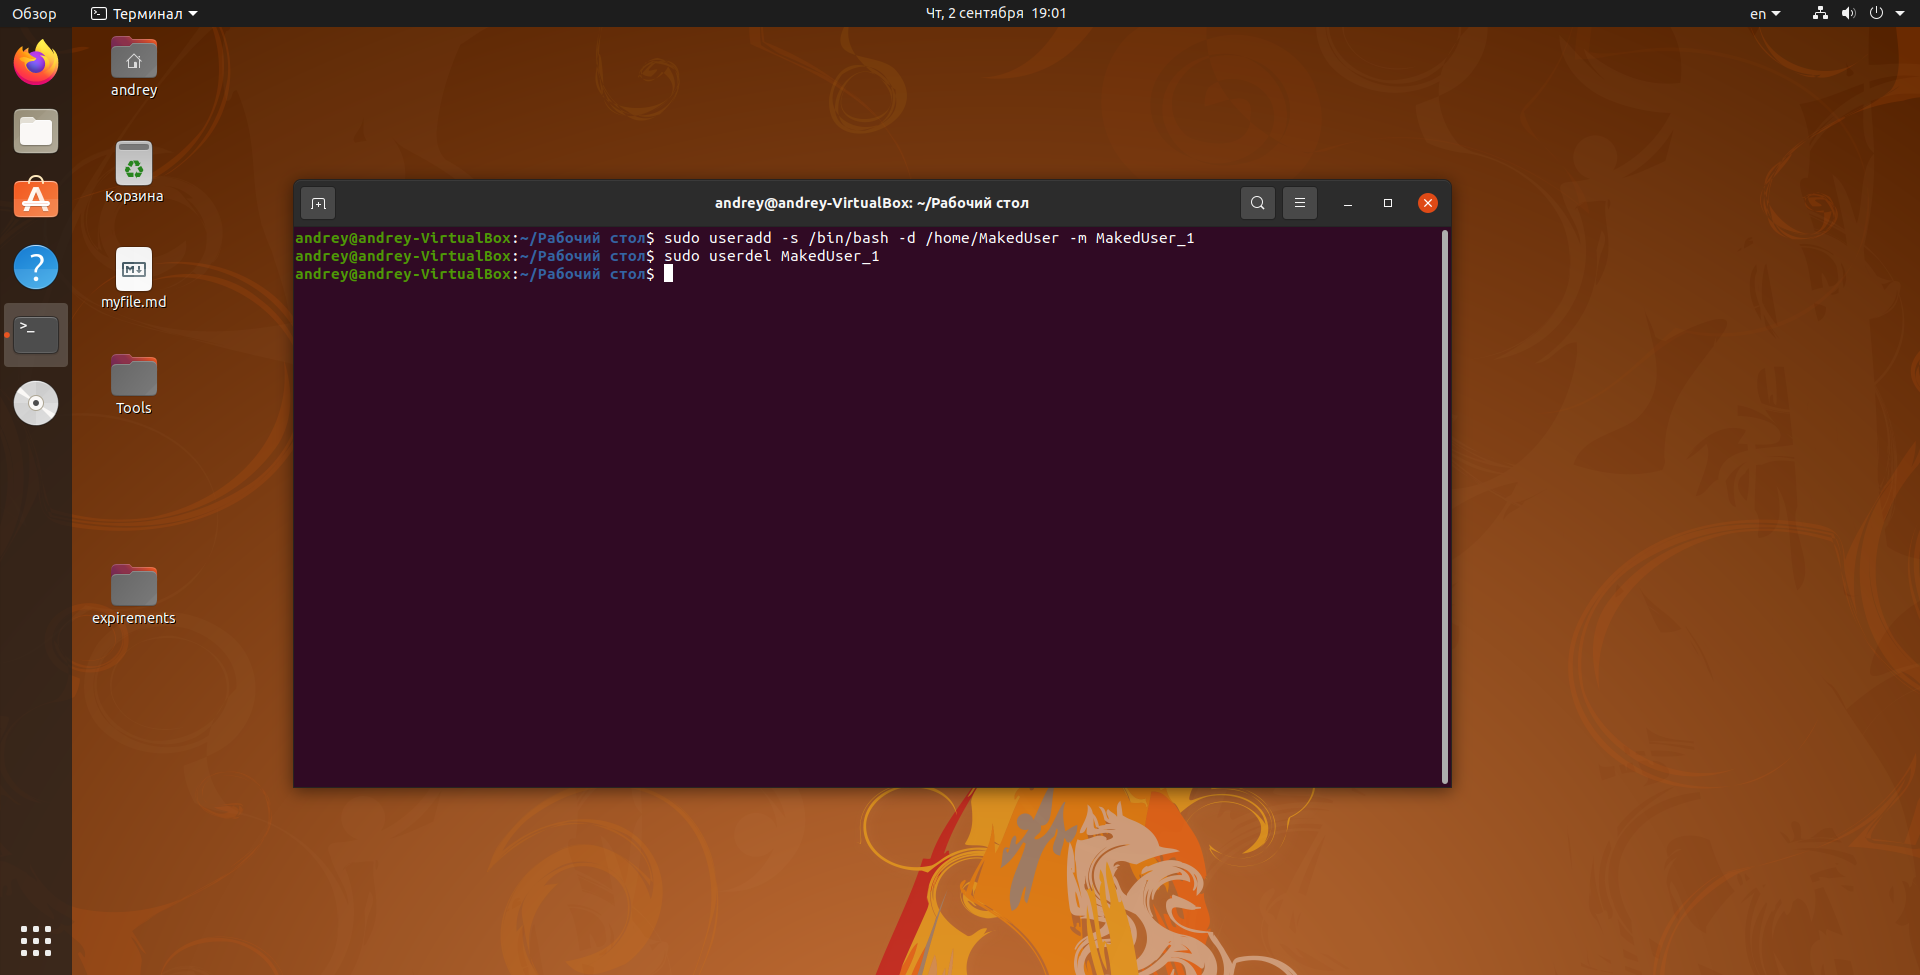 Обзор
Терминал
Чт, 2 сентября 19:01
en
andrey
Корзина
myfile.md
Tools
expirements
andrey@andrey-VirtualBox: ~/Рабочий стол
andrey@andrey-VirtualBox:~/Рабочий стол$ sudo useradd -s /bin/bash -d /home/MakedUser -m MakedUser_1
andrey@andrey-VirtualBox:~/Рабочий стол$ sudo userdel MakedUser_1
andrey@andrey-VirtualBox:~/Рабочий стол$